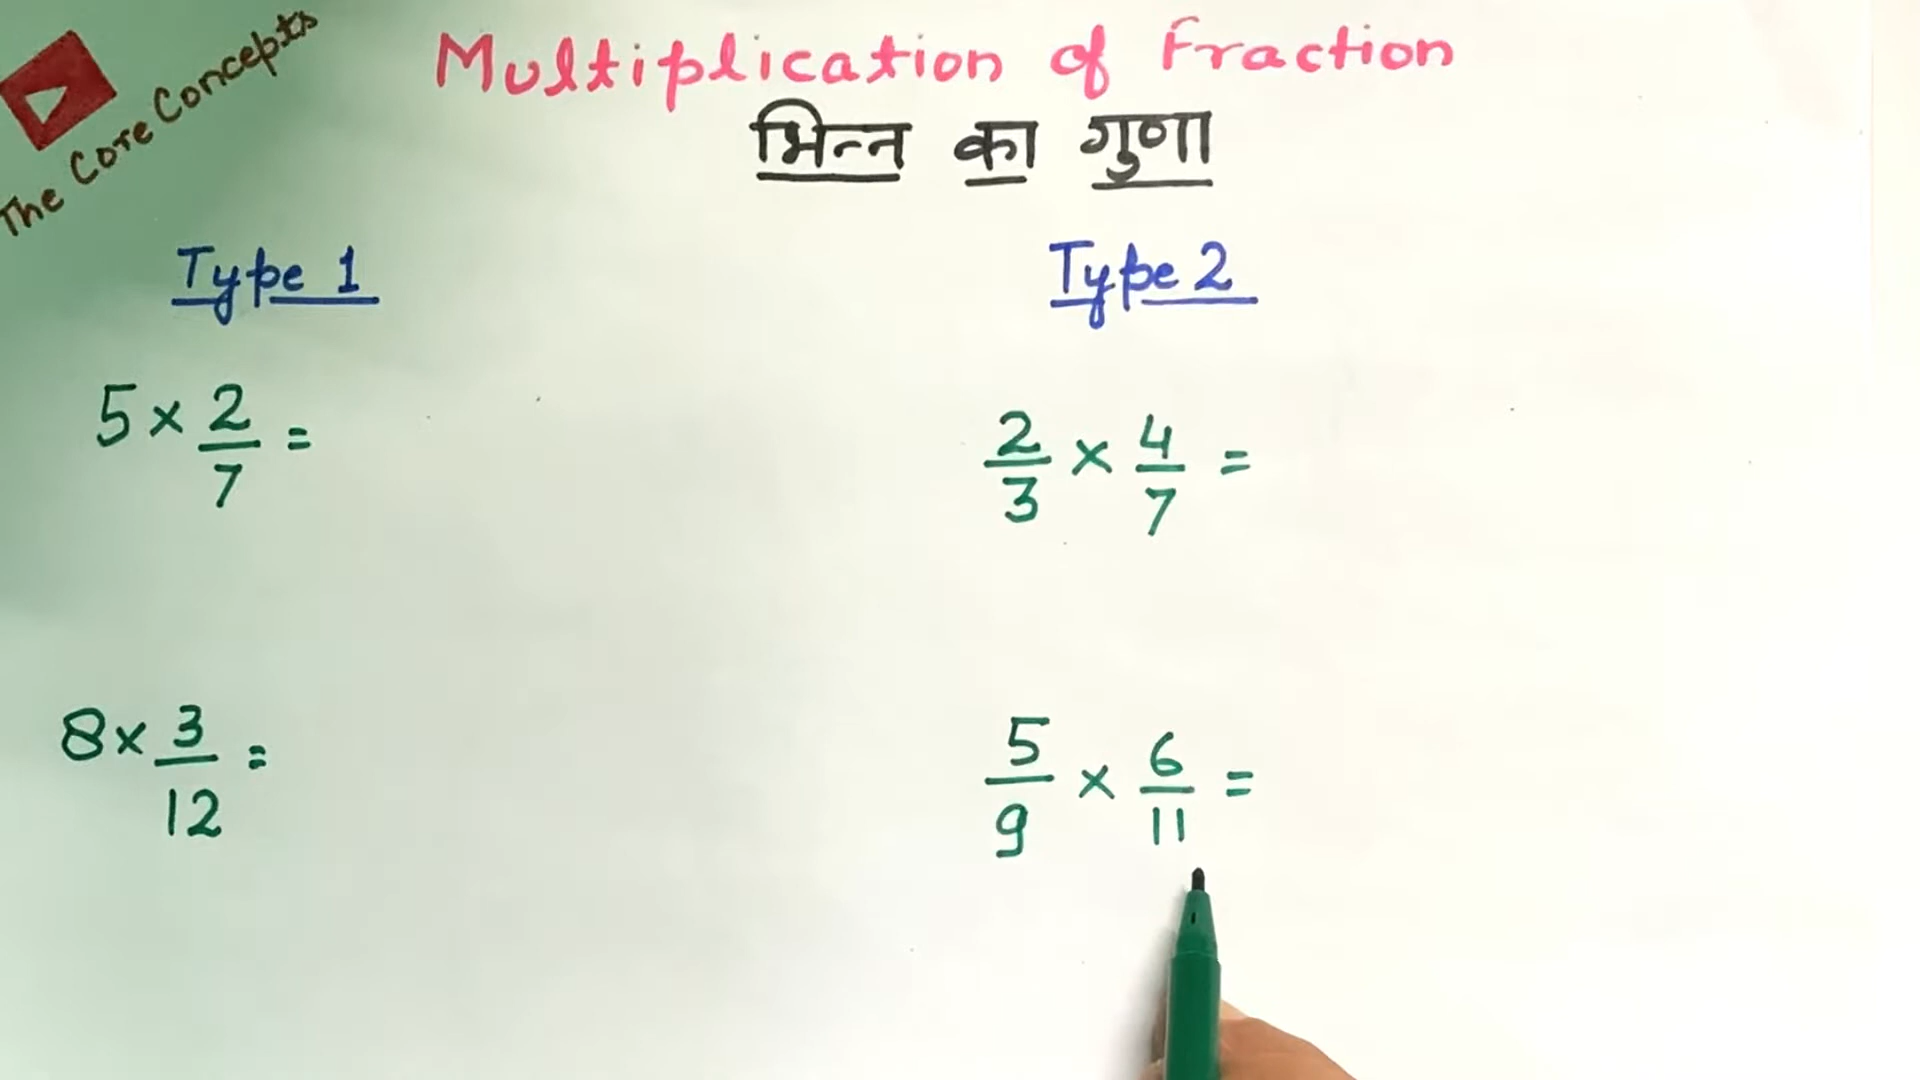 The Core Concepts
Multiplication of Fraction
भिन्न का गुणा
Type 1
5 × 2/7 =
8 × 3/12 =
Type 2
2/3 × 4/7 =
5/9 × 6/11 =